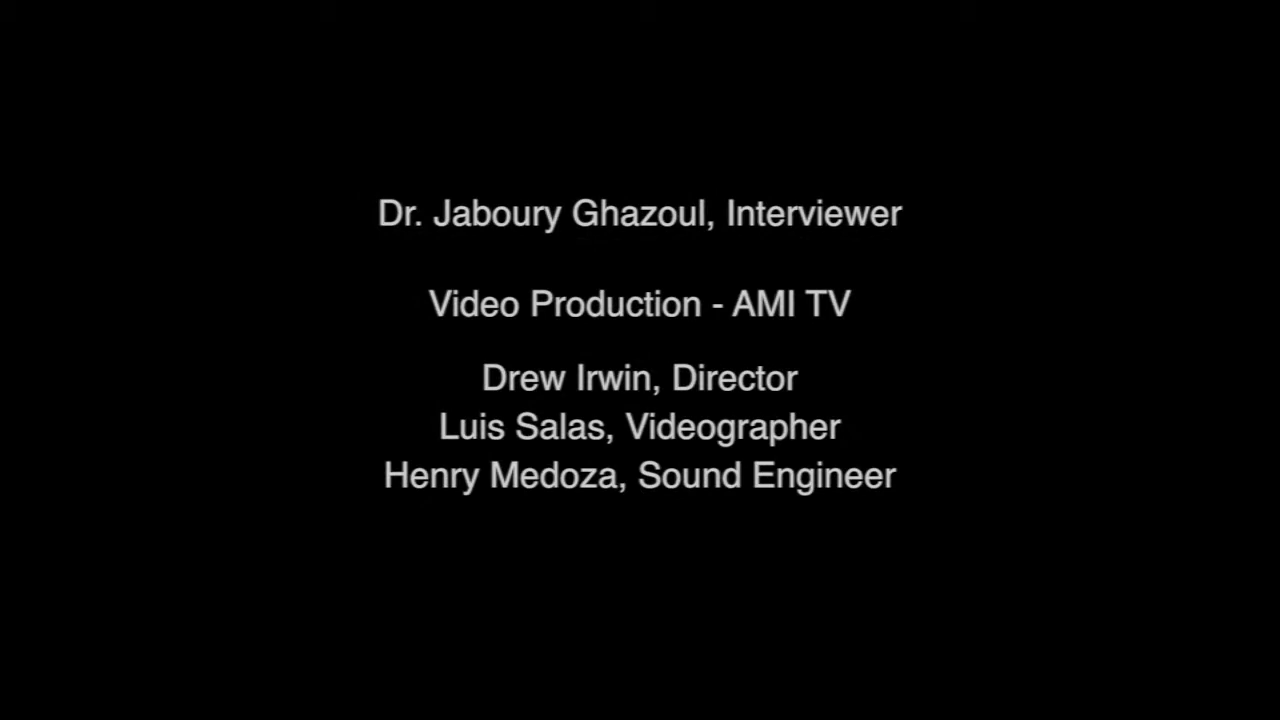 Dr. Jaboury Ghazoul, Interviewer
Video Production - AMI TV
Drew Irwin, Director
Luis Salas, Videographer
Henry Medoza, Sound Engineer